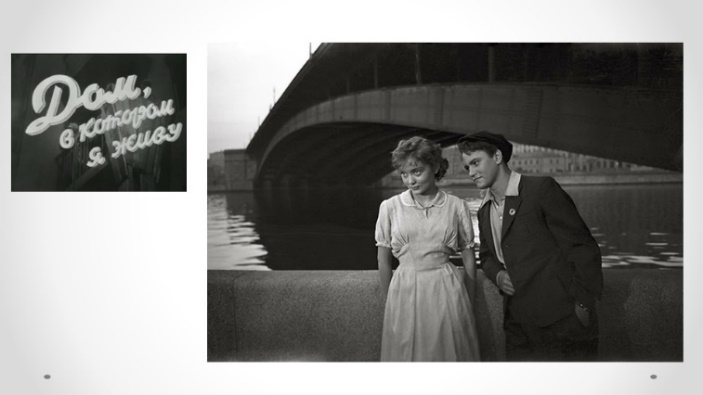 Дом,
в котором
я живу